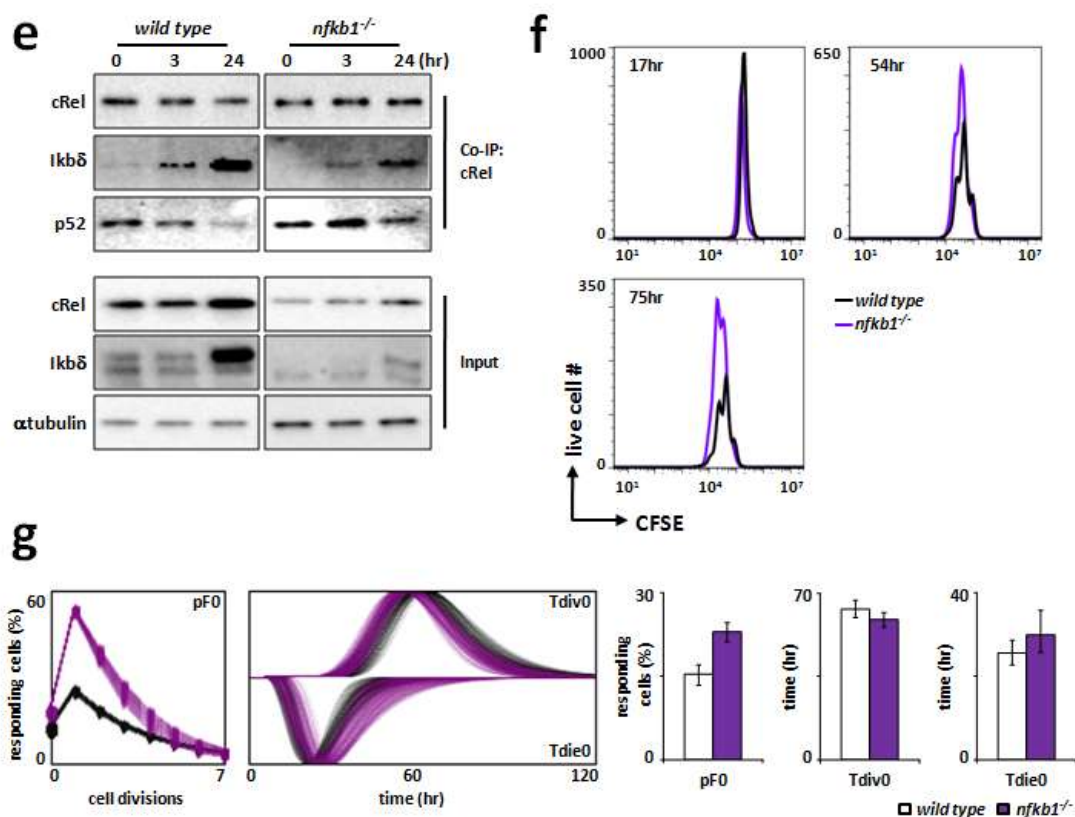 e
wild type nfkb1-/-
0 3 24 0 3 24 (hr)
cRel
Ikbδ
p52
Co-IP:
cRel
cRel
Ikbδ
αtubulin
Input
f
1000
17hr
0
10¹ 10⁴ 10⁷
650
54hr
0
10¹ 10⁴ 10⁷
350
75hr
0
10¹ 10⁴ 10⁷
wild type
nfkb1-/-
live cell #
CFSE
g
responding cells (%)
60
0
pF0
0 7
cell divisions
Tdiv0
Tdie0
0 60 120
time (hr)
responding
cells (%)
30
0
pF0
time (hr)
70
0
Tdiv0
time (hr)
40
0
Tdie0
wild type nfkb1-/-